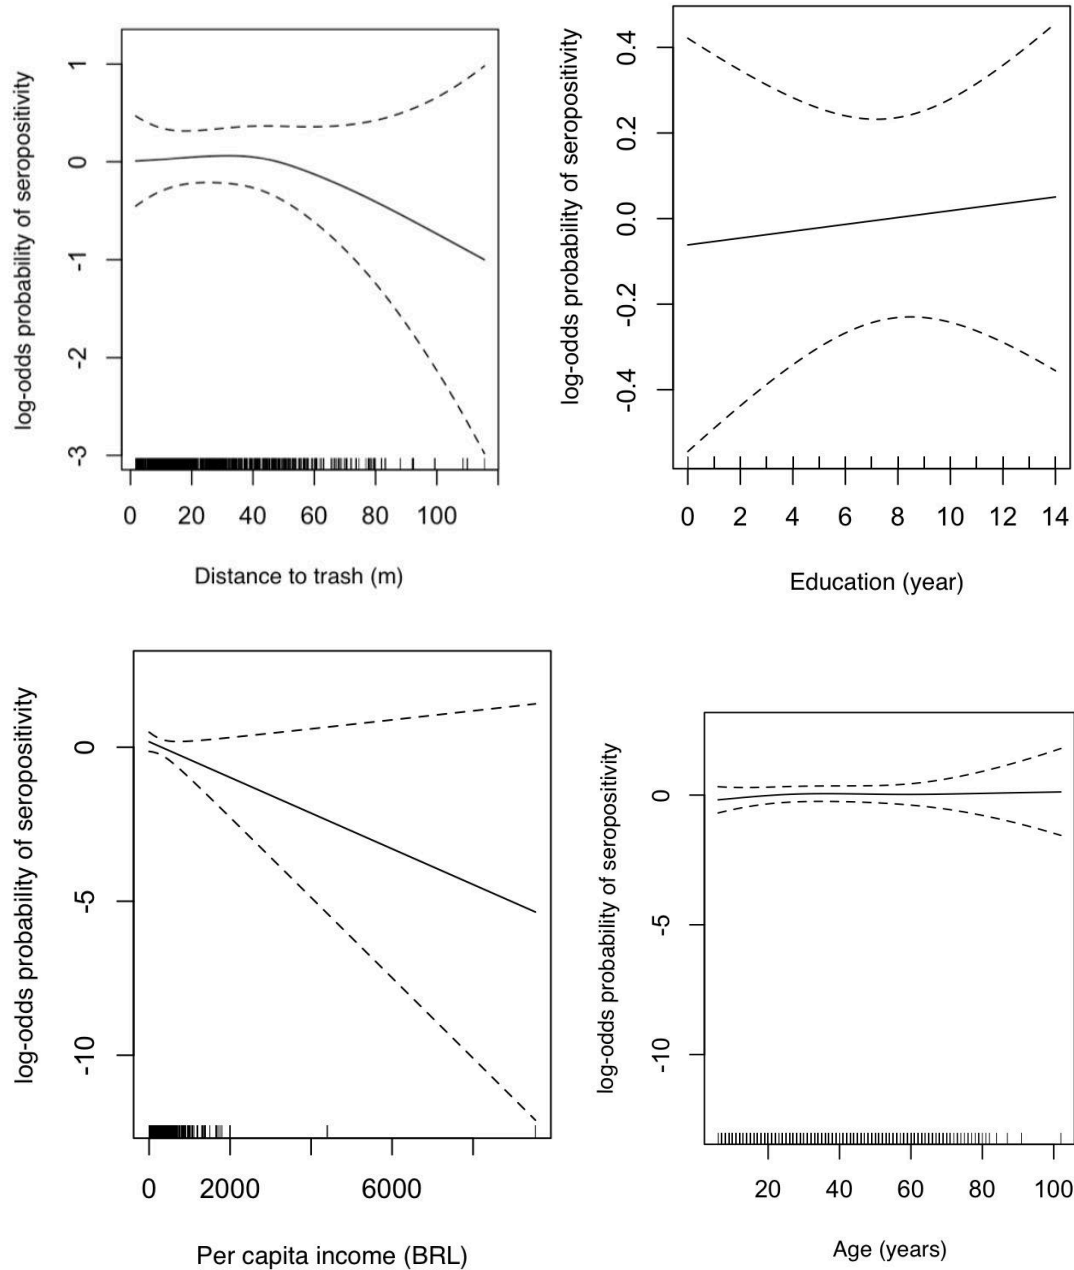 log-odds probability of seropositivity
1
0
-1
-2
-3
0 20 40 60 80 100
Distance to trash (m)
log-odds probability of seropositivity
0.4
0.2
0.0
-0.2
-0.4
0 2 4 6 8 10 12 14
Education (year)
log-odds probability of seropositivity
0
-5
-10
0 2000 6000
Per capita income (BRL)
log-odds probability of seropositivity
0
-5
-10
20 40 60 80 100
Age (years)